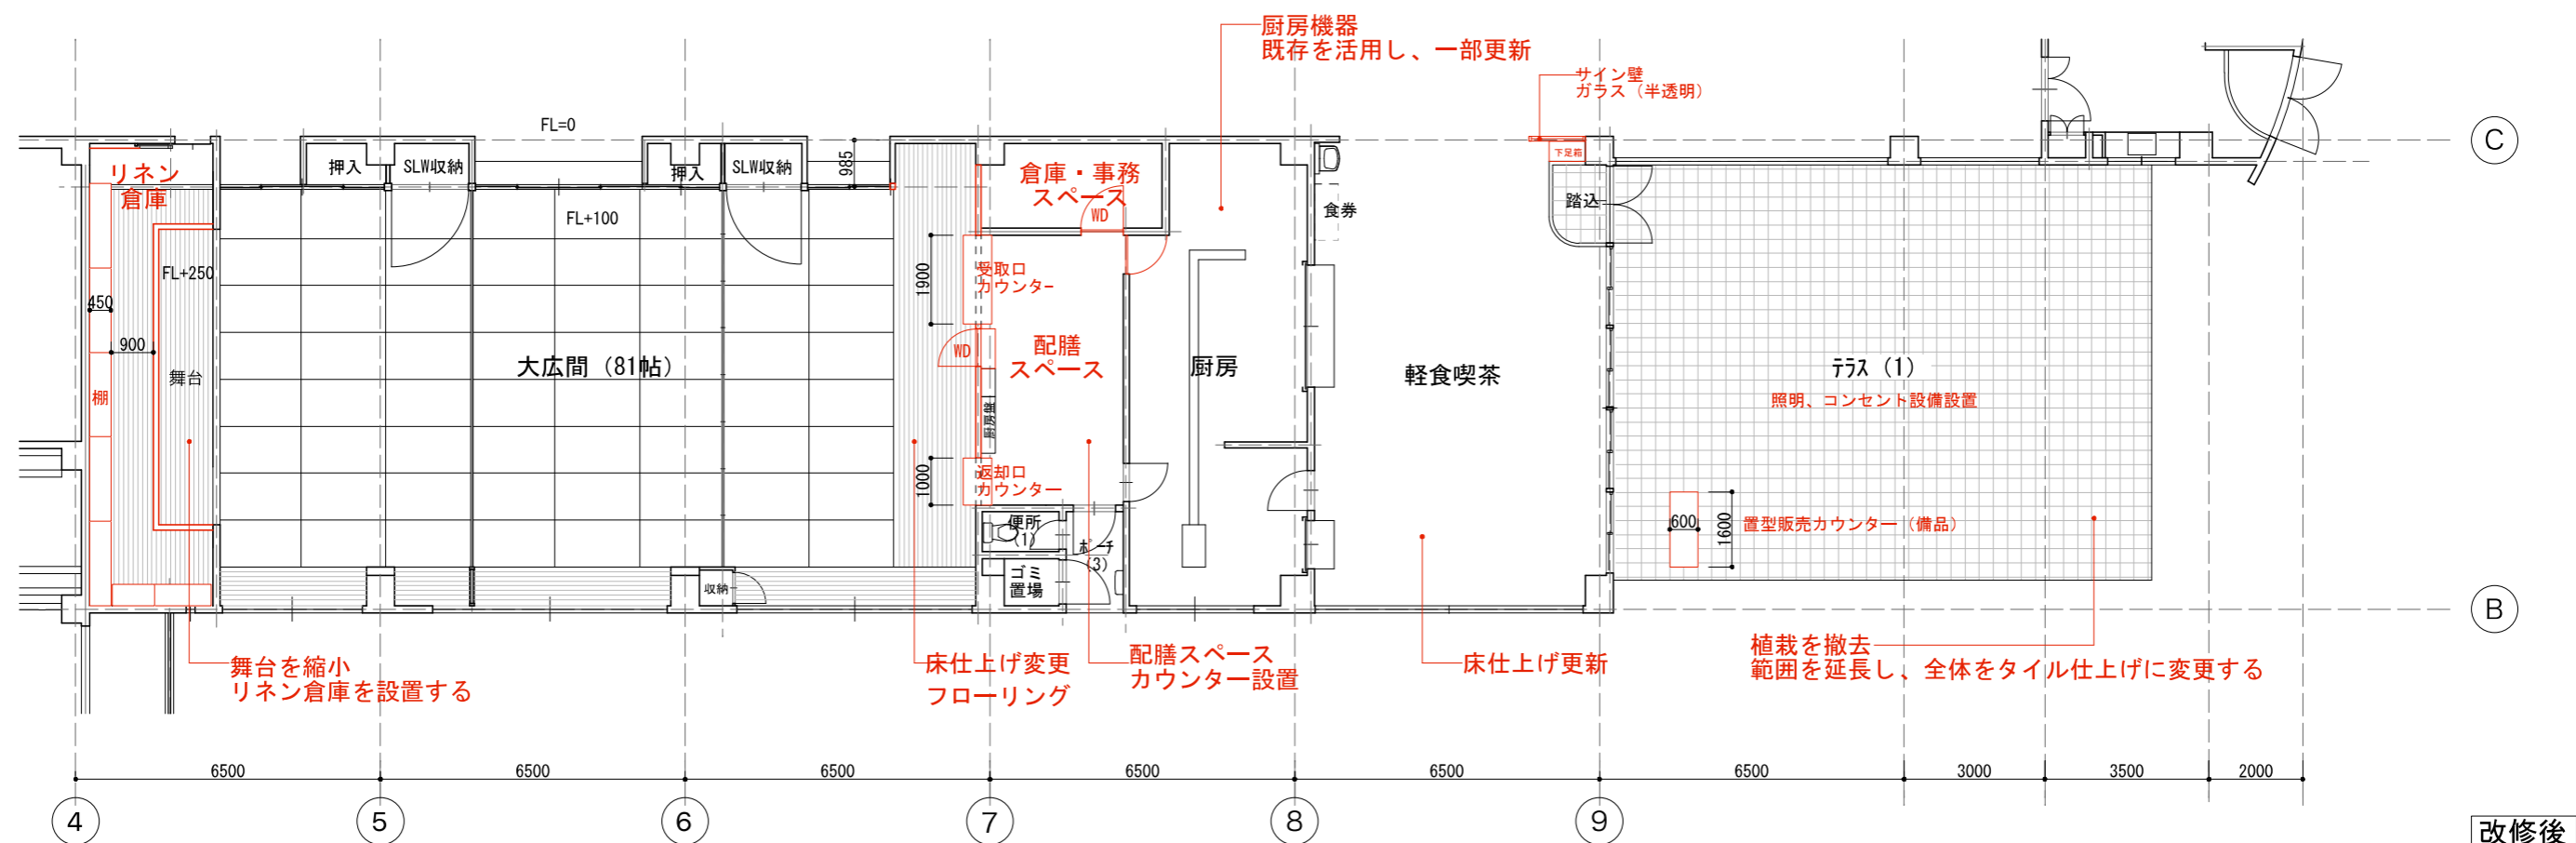 厨房機器
既存を活用し、一部更新
サイン壁
ガラス（半透明）
FL=0
C
リネン
倉庫
押入
SLW収納
押入
SLW収納
985
倉庫・事務
スペース
WD
下足箱
踏込
食券
FL+100
FL+250
450
900
舞台
棚
大広間（81帖）
1900
受取口
カウンター
WD
配膳
スペース
厨房
軽食喫茶
テラス（1）
照明、コンセント設備設置
厨房盤
1000
返却口
カウンター
便所
（1）
ポーチ
（3）
ゴミ
置場
収納
600
1600
置型販売カウンター（備品）
B
舞台を縮小
リネン倉庫を設置する
床仕上げ変更
フローリング
配膳スペース
カウンター設置
床仕上げ更新
植栽を撤去
範囲を延長し、全体をタイル仕上げに変更する
6500
6500
6500
6500
6500
6500
3000
3500
2000
4
5
6
7
8
9
改修後